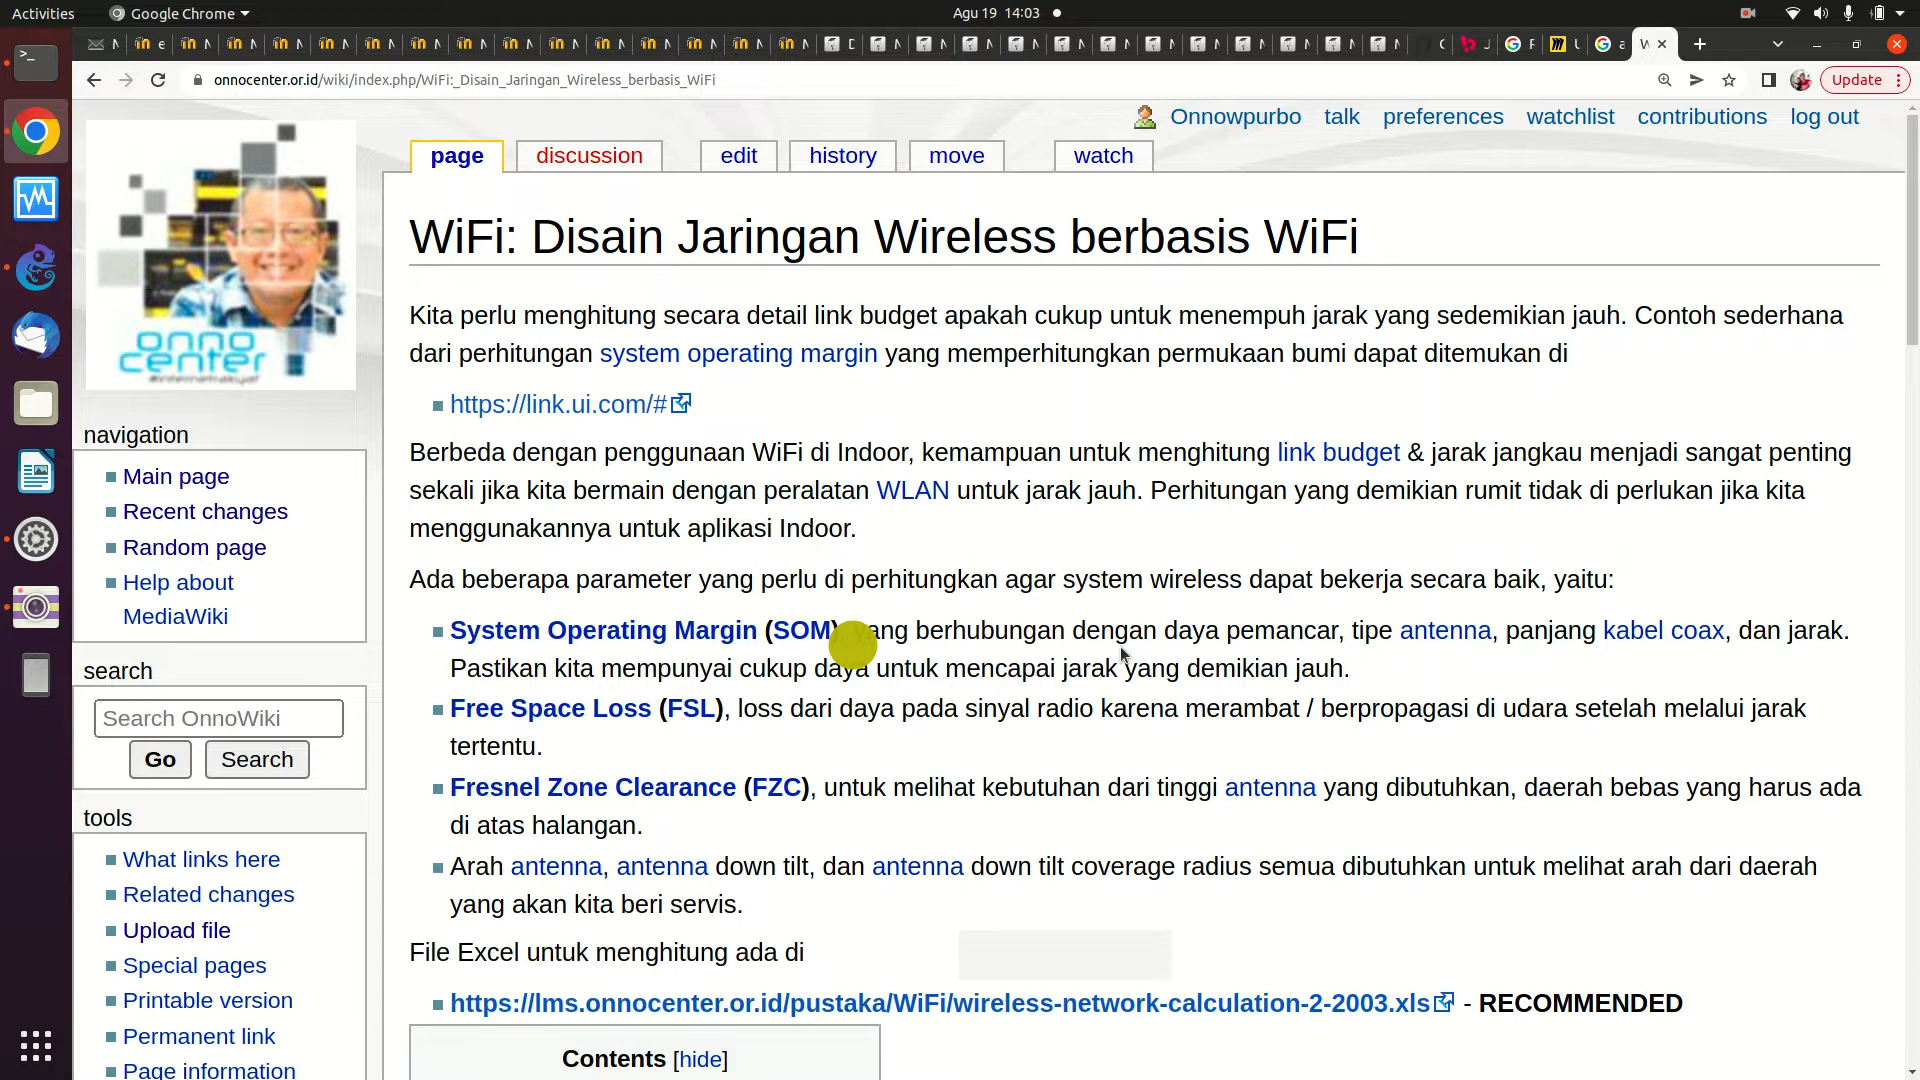 Activities
Google Chrome
Agu 19 14:03
onnocenter.or.id/wiki/index.php/WiFi:_Disain_Jaringan_Wireless_berbasis_WiFi
Update
Onnowpurbo talk preferences watchlist contributions log out
page discussion edit history move watch
onno
center
WiFi: Disain Jaringan Wireless berbasis WiFi
Kita perlu menghitung secara detail link budget apakah cukup untuk menempuh jarak yang sedemikian jauh. Contoh sederhana
dari perhitungan system operating margin yang memperhitungkan permukaan bumi dapat ditemukan di
https://link.ui.com/#
Berbeda dengan penggunaan WiFi di Indoor, kemampuan untuk menghitung link budget & jarak jangkau menjadi sangat penting
sekali jika kita bermain dengan peralatan WLAN untuk jarak jauh. Perhitungan yang demikian rumit tidak di perlukan jika kita
menggunakannya untuk aplikasi Indoor.
Ada beberapa parameter yang perlu di perhitungkan agar system wireless dapat bekerja secara baik, yaitu:
System Operating Margin (SOM) yang berhubungan dengan daya pemancar, tipe antenna, panjang kabel coax, dan jarak.
Pastikan kita mempunyai cukup daya untuk mencapai jarak yang demikian jauh.
Free Space Loss (FSL), loss dari daya pada sinyal radio karena merambat / berpropagasi di udara setelah melalui jarak
tertentu.
Fresnel Zone Clearance (FZC), untuk melihat kebutuhan dari tinggi antenna yang dibutuhkan, daerah bebas yang harus ada
di atas halangan.
Arah antenna, antenna down tilt, dan antenna down tilt coverage radius semua dibutuhkan untuk melihat arah dari daerah
yang akan kita beri servis.
File Excel untuk menghitung ada di
https://lms.onnocenter.or.id/pustaka/WiFi/wireless-network-calculation-2-2003.xls - RECOMMENDED
Contents [hide]
navigation
Main page
Recent changes
Random page
Help about
MediaWiki
search
Search OnnoWiki
Go Search
tools
What links here
Related changes
Upload file
Special pages
Printable version
Permanent link
Page information